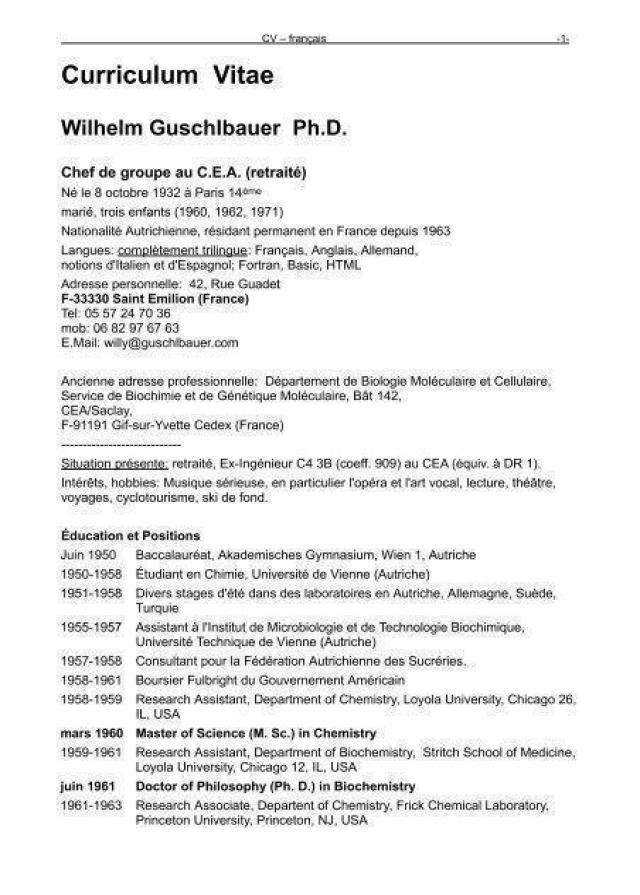 CV – français -1-
Curriculum Vitae
Wilhelm Guschlbauer Ph.D.
Chef de groupe au C.E.A. (retraité)
Né le 8 octobre 1932 à Paris 14ème
marié, trois enfants (1960, 1962, 1971)
Nationalité Autrichienne, résidant permanent en France depuis 1963
Langues: complètement trilingue: Français, Anglais, Allemand,
notions d'Italien et d'Espagnol; Fortran, Basic, HTML
Adresse personnelle: 42, Rue Guadet
F-33330 Saint Emilion (France)
Tel: 05 57 24 70 36
mob: 06 82 97 67 63
E.Mail: willy@guschlbauer.com
Ancienne adresse professionnelle: Département de Biologie Moléculaire et Cellulaire,
Service de Biochimie et de Génétique Moléculaire, Bât 142,
CEA/Saclay,
F-91191 Gif-sur-Yvette Cedex (France)
----------------------------
Situation présente: retraité, Ex-Ingénieur C4 3B (coeff. 909) au CEA (équiv. à DR 1).
Intérêts, hobbies: Musique sérieuse, en particulier l'opéra et l'art vocal, lecture, théâtre,
voyages, cyclotourisme, ski de fond.
Éducation et Positions
Juin 1950 Baccalauréat, Akademisches Gymnasium, Wien 1, Autriche
1950-1958 Étudiant en Chimie, Université de Vienne (Autriche)
1951-1958 Divers stages d'été dans des laboratoires en Autriche, Allemagne, Suède,
Turquie
1955-1957 Assistant à l'Institut de Microbiologie et de Technologie Biochimique,
Université Technique de Vienne (Autriche)
1957-1958 Consultant pour la Fédération Autrichienne des Sucréries.
1958-1961 Boursier Fulbright du Gouvernement Américain
1958-1959 Research Assistant, Department of Chemistry, Loyola University, Chicago 26,
IL, USA
mars 1960 Master of Science (M. Sc.) in Chemistry
1959-1961 Research Assistant, Department of Biochemistry, Stritch School of Medicine,
Loyola University, Chicago 12, IL, USA
juin 1961 Doctor of Philosophy (Ph. D.) in Biochemistry
1961-1963 Research Associate, Departent of Chemistry, Frick Chemical Laboratory,
Princeton University, Princeton, NJ, USA